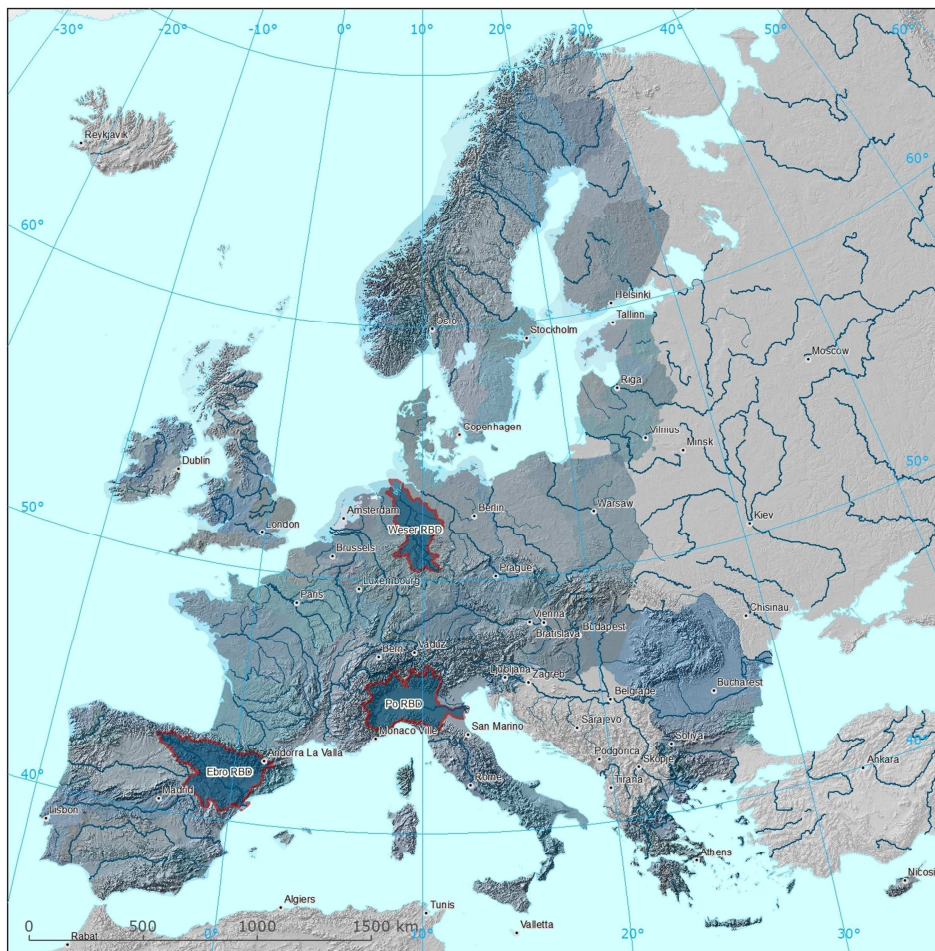 -30°
-20°
-10°
0°
10°
20°
30°
40°
50°
60°
Reykjavik
60°
60°
Helsinki
Oslo
Tallinn
Stockholm
Moscow
Riga
Copenhagen
Vilnius
Minsk
Dublin
50°
50°
Amsterdam
Berlin
Warsaw
Kiev
London
Weser RBD
Brussels
Prague
Luxembourg
Paris
Chisinau
Vienna
Bratislava
Budapest
Bern
Vaduz
Ljubljana
Zagreb
Bucharest
Belgrade
Po RBD
San Marino
Sarajevo
Monaco Ville
Sofiya
40°
Andorra La Valla
Podgorica
Skopje
Ankara
Ebro RBD
40°
Tirana
Rome
Madrid
Lisbon
Athens
Nicosi
Algiers
Tunis
0
500
1000
1500 km
Valletta
0°
10°
20°
30°
Rabat